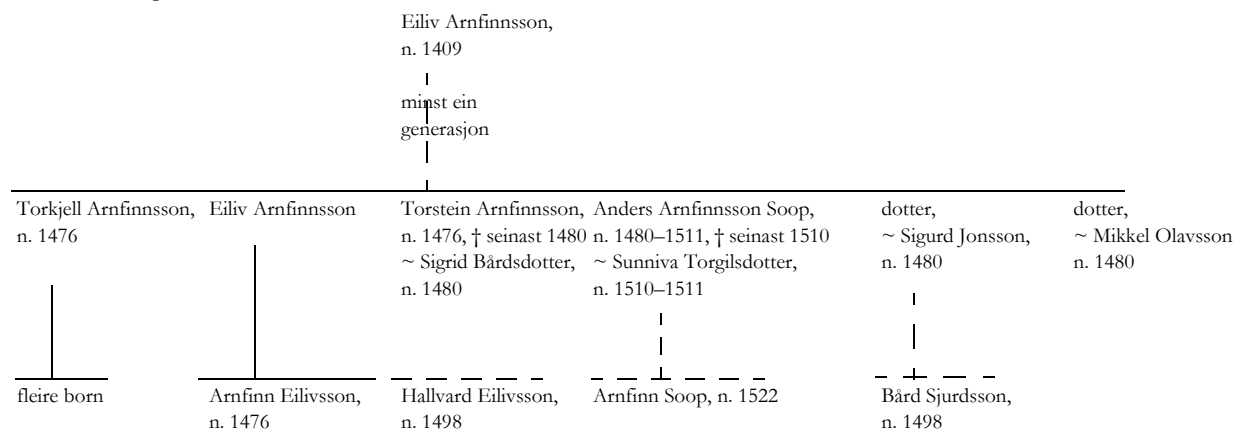 Eiliv Arnfinnsson,
n. 1409
minst ein
generasjon
Torkjell Arnfinnsson,
n. 1476
Eiliv Arnfinnsson
Torstein Arnfinnsson,
n. 1476, † seinast 1480
~ Sigrid Bårdsdotter,
n. 1480
Anders Arnfinnsson Soop,
n. 1480–1511, † seinast 1510
~ Sunniva Torgilsdotter,
n. 1510–1511
dotter,
~ Sigurd Jonsson,
n. 1480
dotter,
~ Mikkel Olavsson
n. 1480
fleire born
Arnfinn Eilivsson,
n. 1476
Hallvard Eilivsson,
n. 1498
Arnfinn Soop, n. 1522
Bård Sjurdsson,
n. 1498